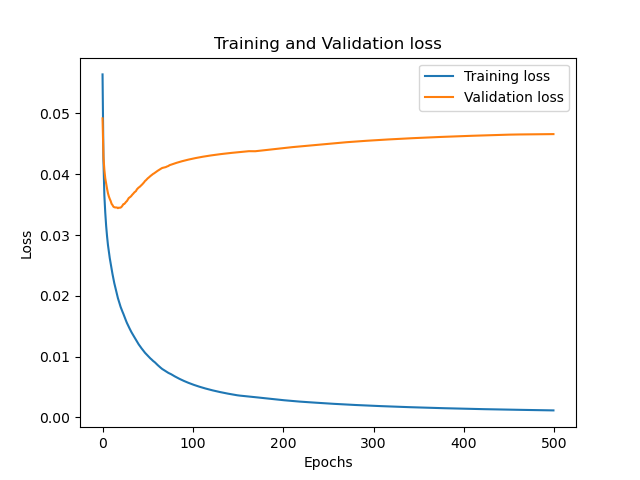 Training and Validation loss
Training loss
Validation loss
Loss
0.05
0.04
0.03
0.02
0.01
0.00
0
100
200
300
400
500
Epochs